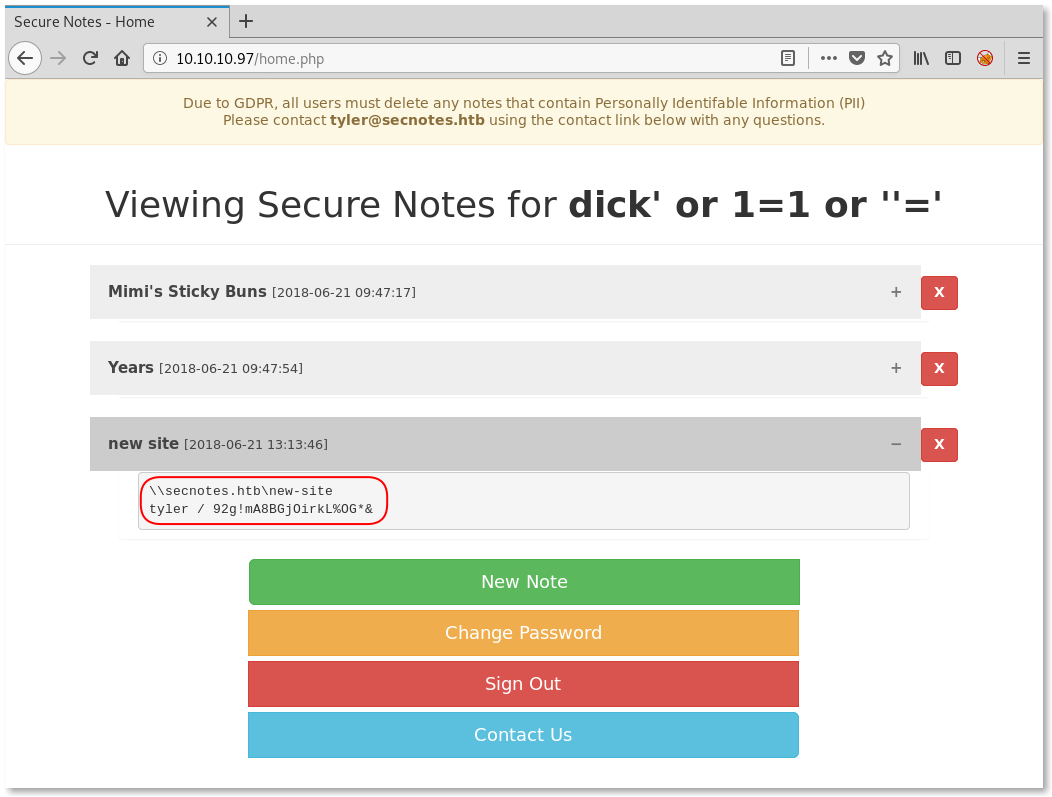 Secure Notes - Home
10.10.10.97/home.php
Due to GDPR, all users must delete any notes that contain Personally Identifable Information (PII)
Please contact tyler@secnotes.htb using the contact link below with any questions.
Viewing Secure Notes for dick' or 1=1 or ''='
Mimi's Sticky Buns [2018-06-21 09:47:17] + X
Years [2018-06-21 09:47:54] + X
new site [2018-06-21 13:13:46] − X
\\secnotes.htb\new-site
tyler / 92g!mA8BGjOirkL%OG*&
New Note
Change Password
Sign Out
Contact Us